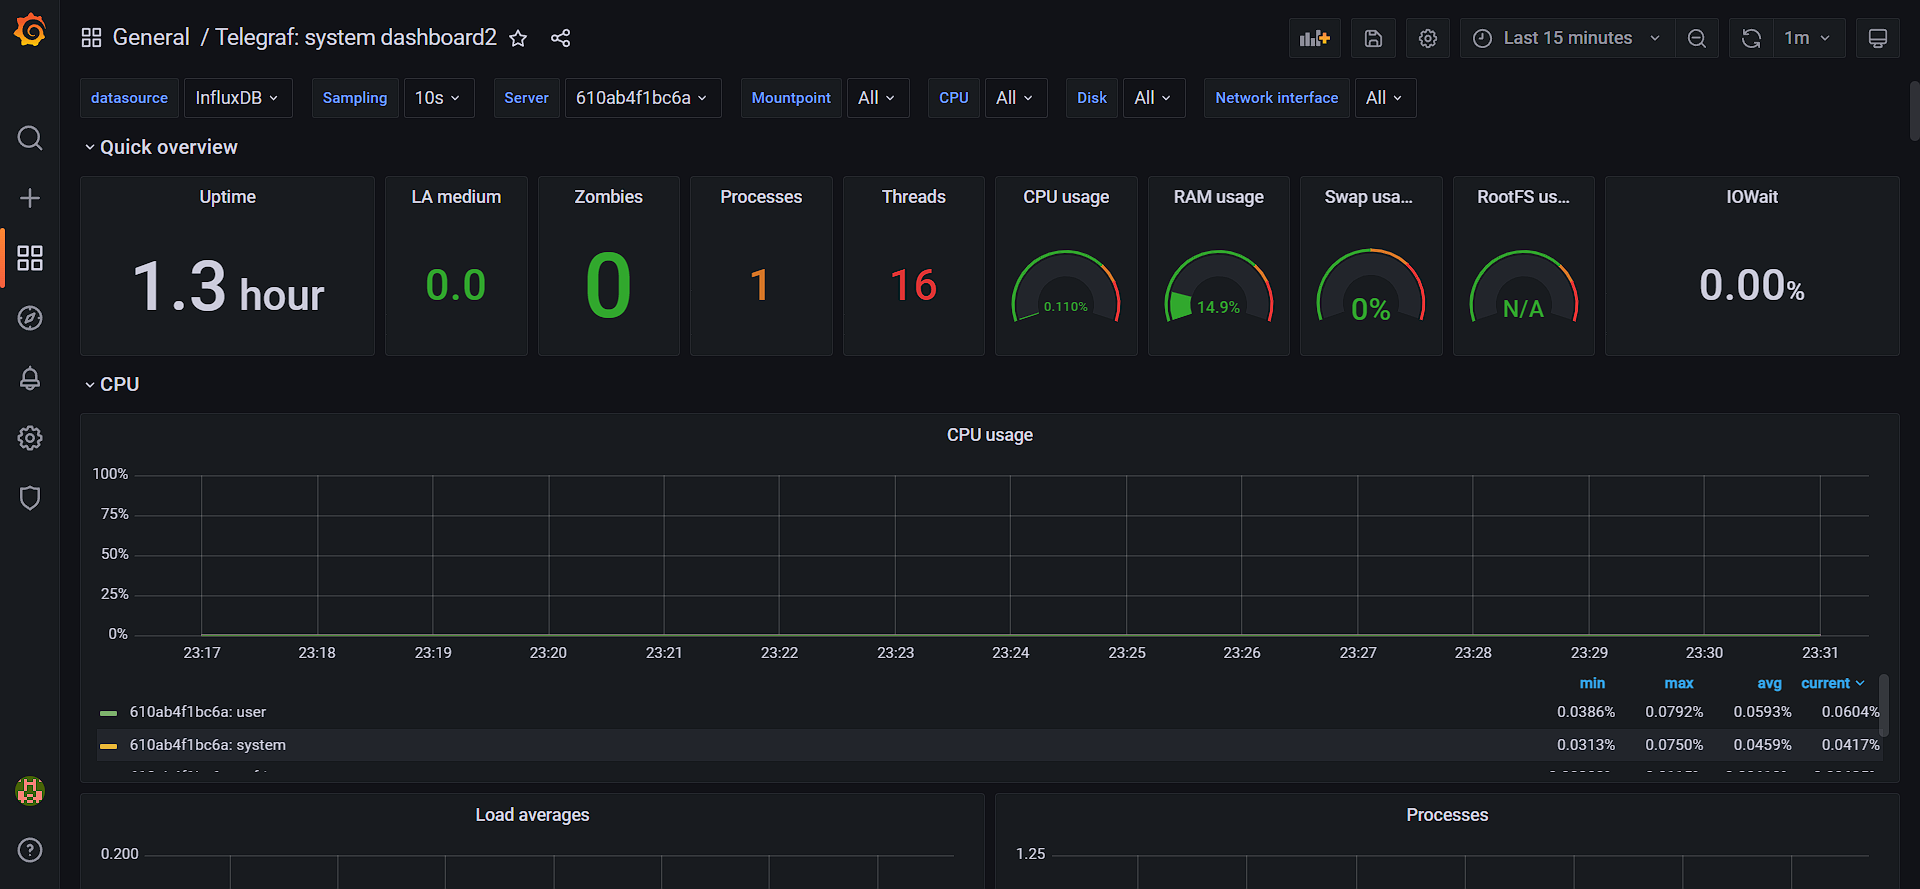 General / Telegraf: system dashboard2
Last 15 minutes
1m
datasource InfluxDB Sampling 10s Server 610ab4f1bc6a Mountpoint All CPU All Disk All Network interface All
Quick overview
Uptime
1.3 hour
LA medium
0.0
Zombies
0
Processes
1
Threads
16
CPU usage
0.110%
RAM usage
14.9%
Swap usa...
0%
RootFS us...
N/A
IOWait
0.00%
CPU
CPU usage
100%
75%
50%
25%
0%
23:17 23:18 23:19 23:20 23:21 23:22 23:23 23:24 23:25 23:26 23:27 23:28 23:29 23:30 23:31
min max avg current
610ab4f1bc6a: user 0.0386% 0.0792% 0.0593% 0.0604%
610ab4f1bc6a: system 0.0313% 0.0750% 0.0459% 0.0417%
Load averages
0.200
Processes
1.25